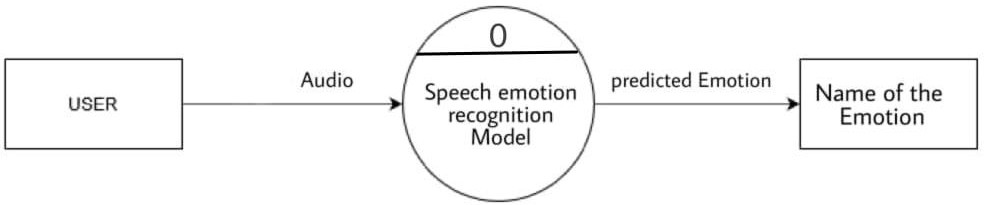 USER
Audio
0
Speech emotion
recognition
Model
predicted Emotion
Name of the
Emotion